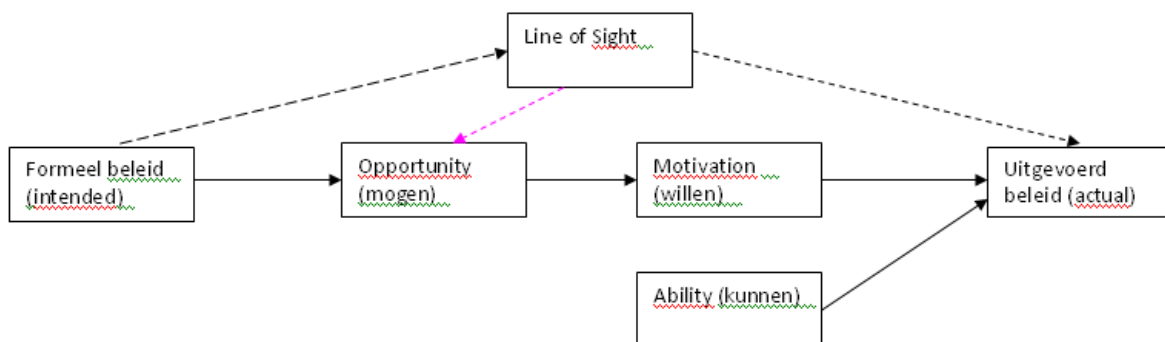 Line of Sight
Formeel beleid
(intended)
Opportunity
(mogen)
Motivation
(willen)
Uitgevoerd
beleid (actual)
Ability (kunnen)